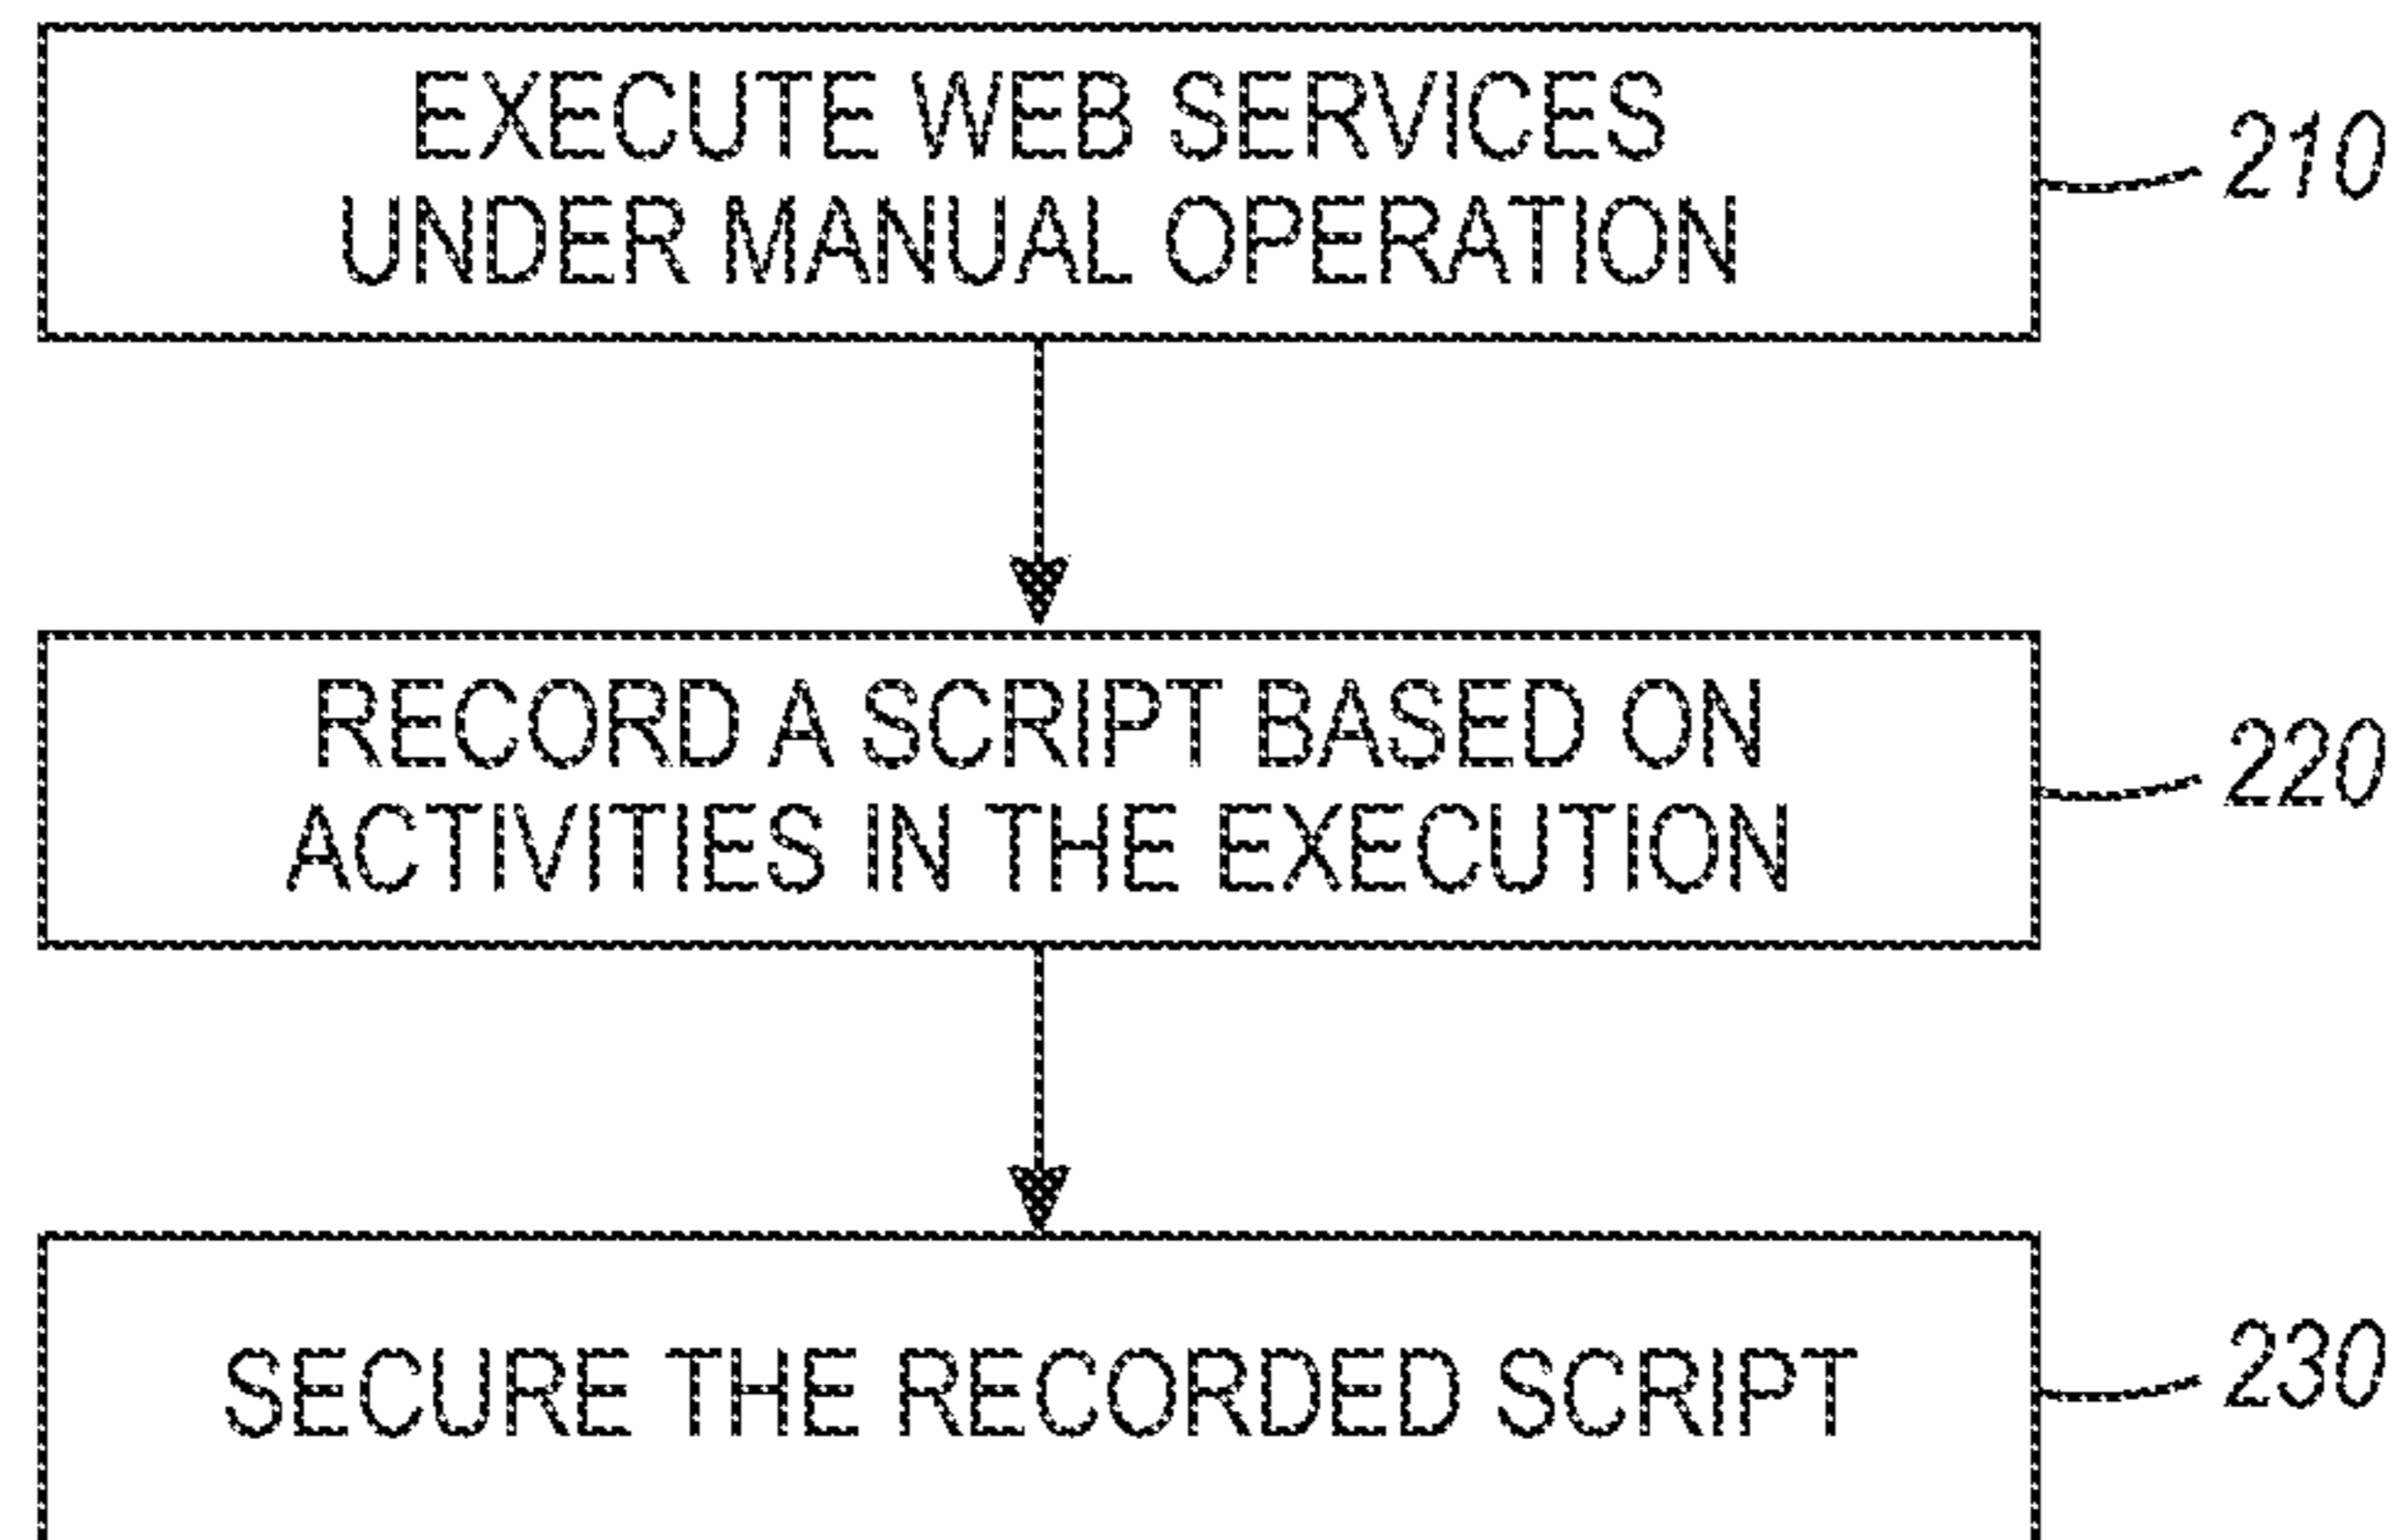 EXECUTE WEB SERVICES
UNDER MANUAL OPERATION
210
RECORD A SCRIPT BASED ON
ACTIVITIES IN THE EXECUTION
220
SECURE THE RECORDED SCRIPT
230